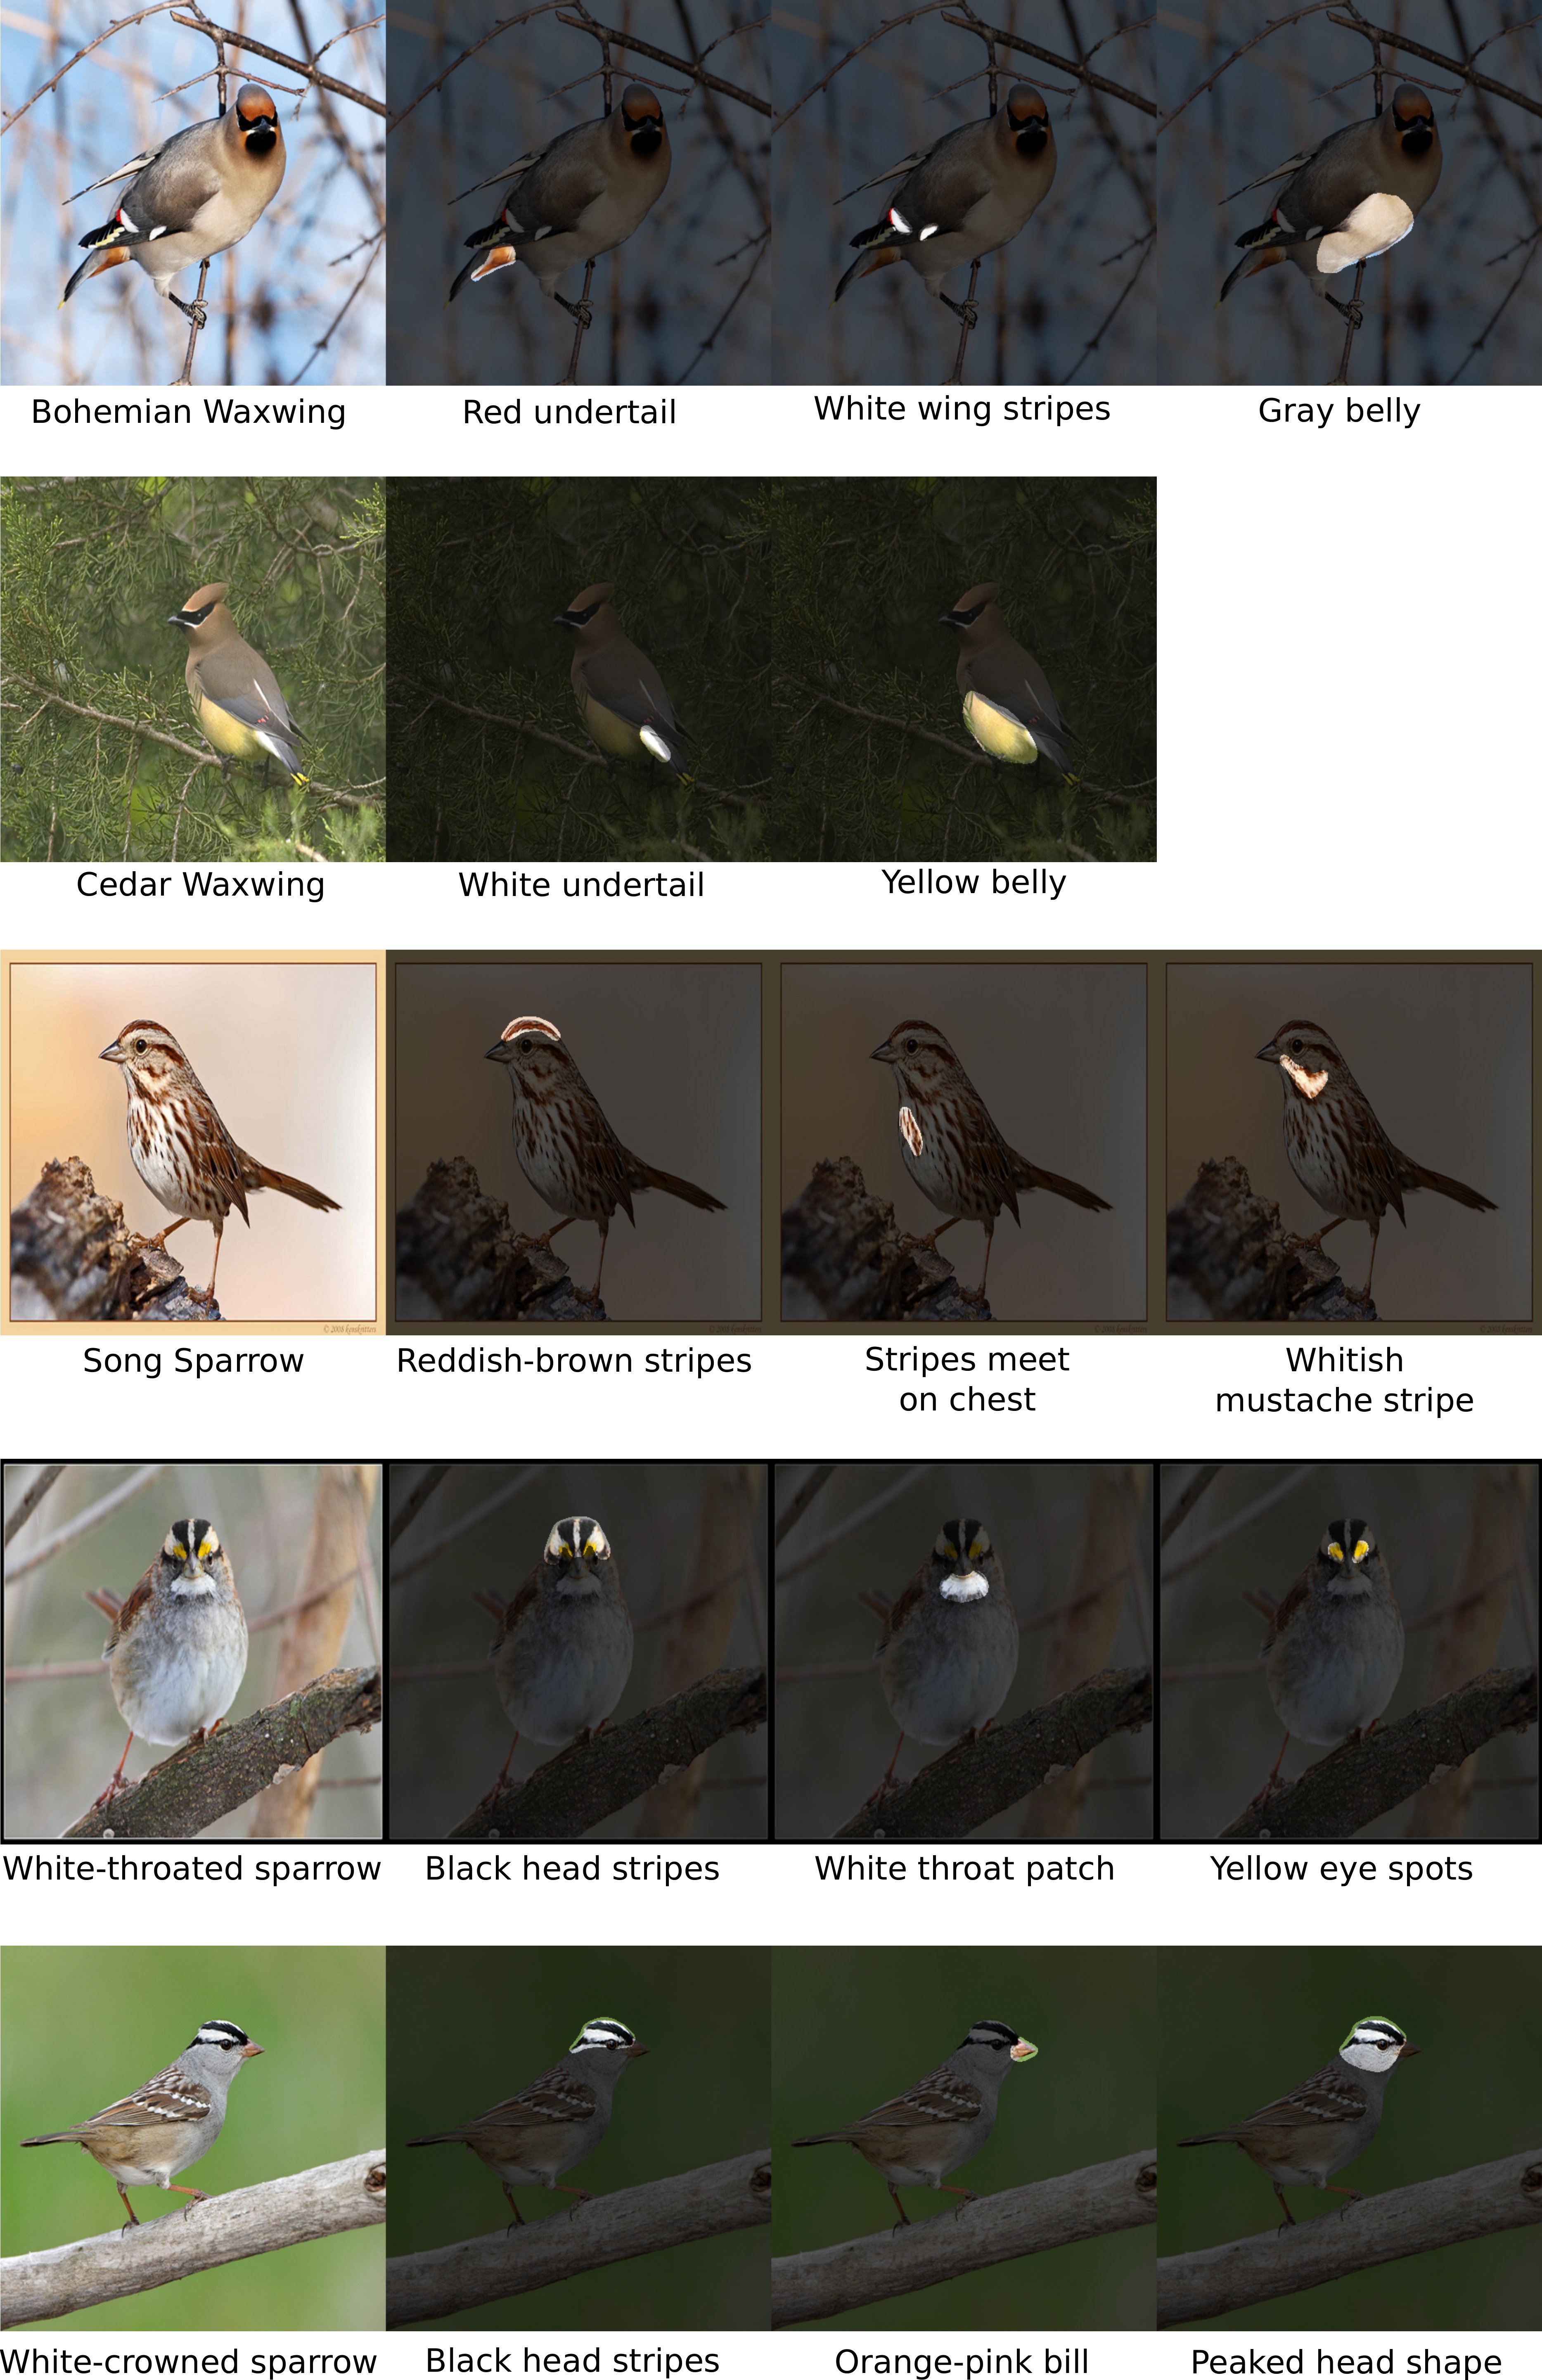 Bohemian Waxwing
Red undertail
White wing stripes
Gray belly
Cedar Waxwing
White undertail
Yellow belly
© 2009
Song Sparrow
Reddish-brown stripes
Stripes meet
on chest
Whitish
mustache stripe
White-throated sparrow
Black head stripes
White throat patch
Yellow eye spots
White-crowned sparrow
Black head stripes
Orange-pink bill
Peaked head shape